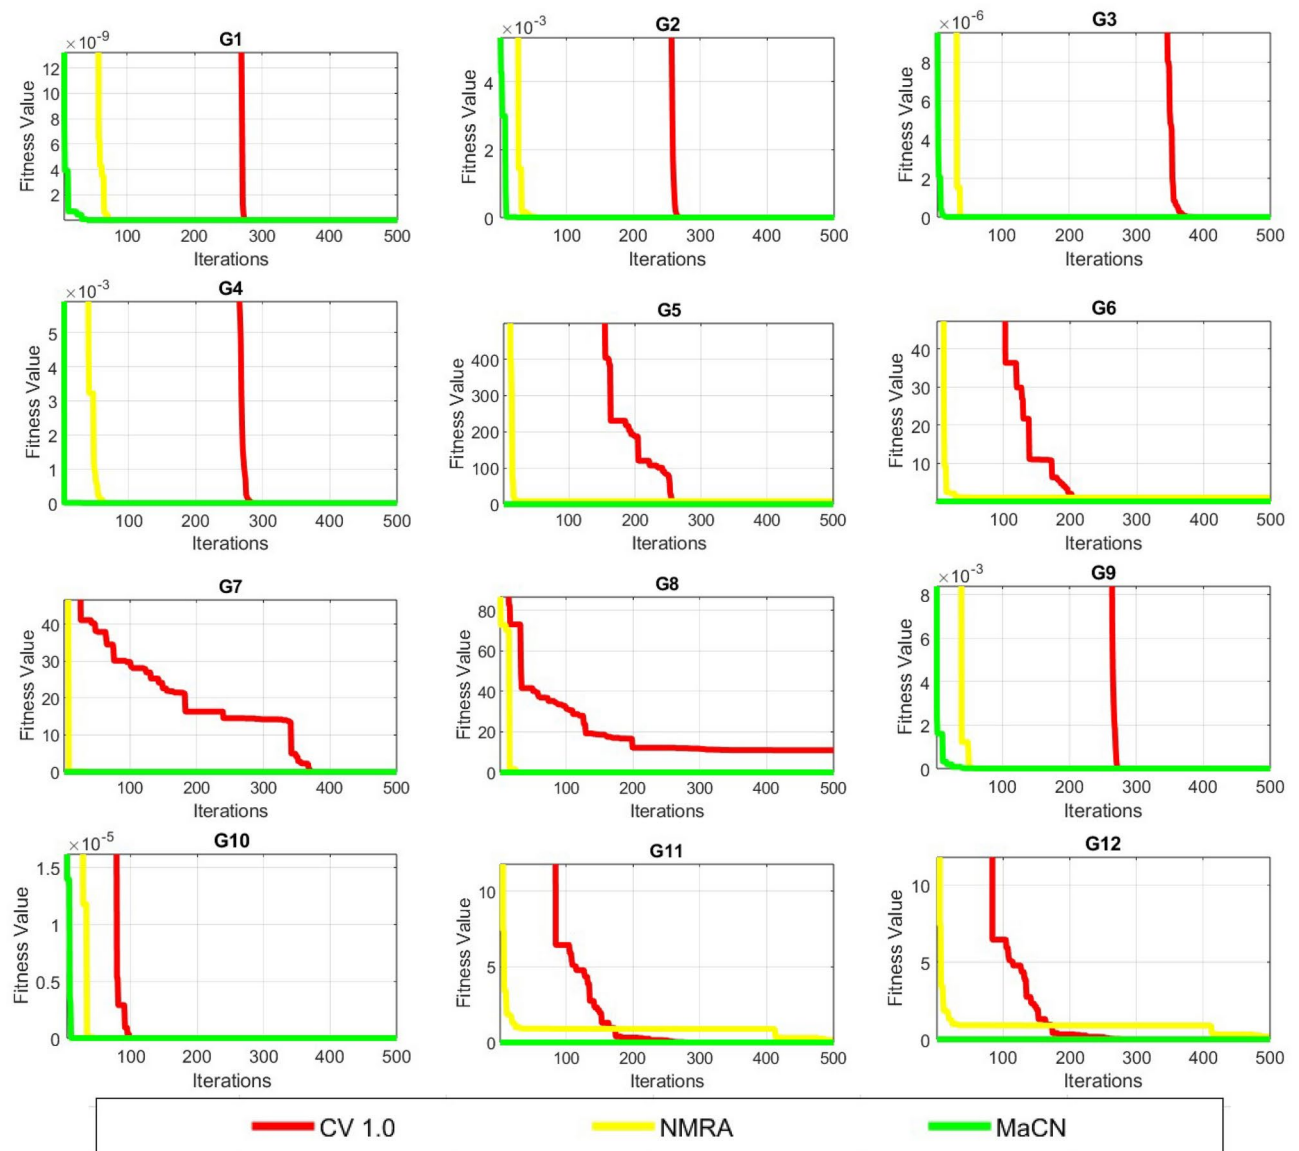 G1
×10-9
12
10
8
6
4
2
Fitness Value
100 200 300 400 500
Iterations
G2
×10-3
4
2
0
Fitness Value
100 200 300 400 500
Iterations
G3
×10-6
8
6
4
2
0
Fitness Value
100 200 300 400 500
Iterations
G4
×10-3
5
4
3
2
1
0
Fitness Value
100 200 300 400 500
Iterations
G5
400
300
200
100
0
Fitness Value
100 200 300 400 500
Iterations
G6
40
30
20
10
Fitness Value
100 200 300 400 500
Iterations
G7
40
30
20
10
0
Fitness Value
100 200 300 400 500
Iterations
G8
80
60
40
20
0
Fitness Value
100 200 300 400 500
Iterations
G9
×10-3
8
6
4
2
0
Fitness Value
100 200 300 400 500
Iterations
G10
×10-5
1.5
1
0.5
0
Fitness Value
100 200 300 400 500
Iterations
G11
10
5
0
Fitness Value
100 200 300 400 500
Iterations
G12
10
5
0
Fitness Value
100 200 300 400 500
Iterations
CV 1.0 NMRA MaCN